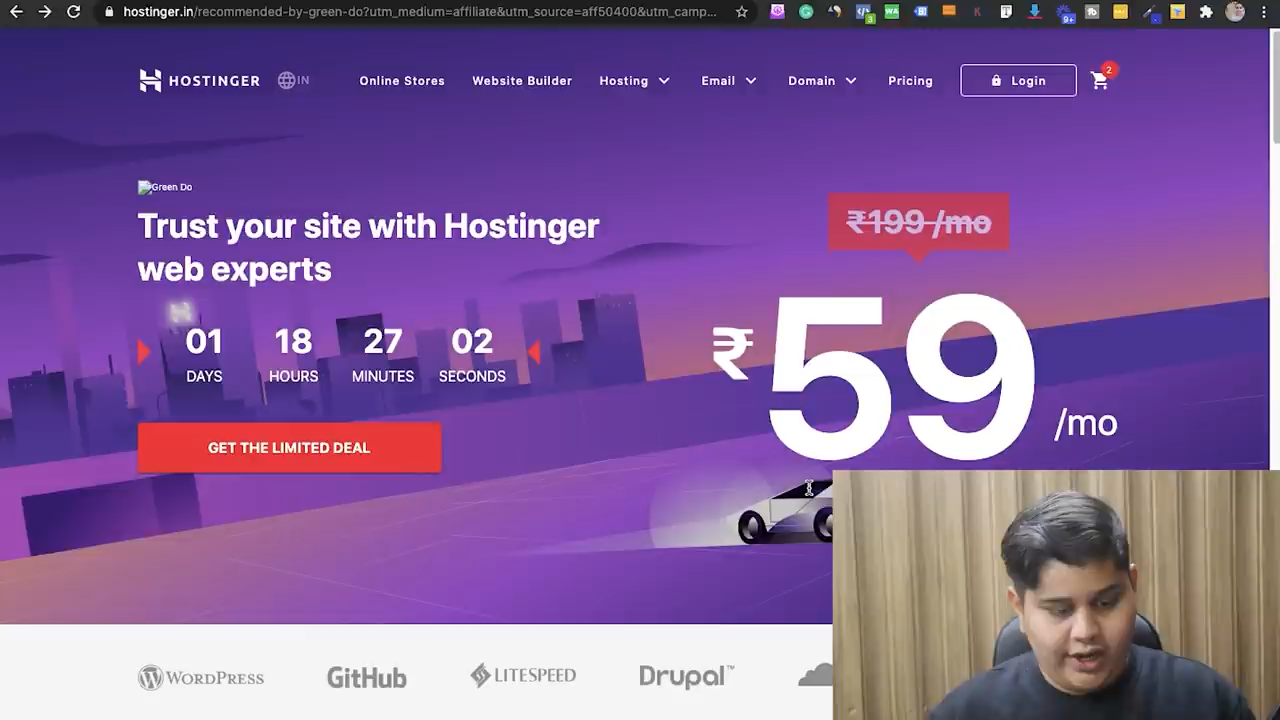 hostinger.in/recommended-by-green-do?utm_medium=affiliate&utm_source=aff50400&utm_camp...
HOSTINGER
IN
Online Stores
Website Builder
Hosting
Email
Domain
Pricing
Login
2
Green Do
Trust your site with Hostinger
web experts
01 18 27 02
DAYS HOURS MINUTES SECONDS
GET THE LIMITED DEAL
₹199 /mo
₹59 /mo
WORDPRESS
GitHub
LITESPEED
Drupal™